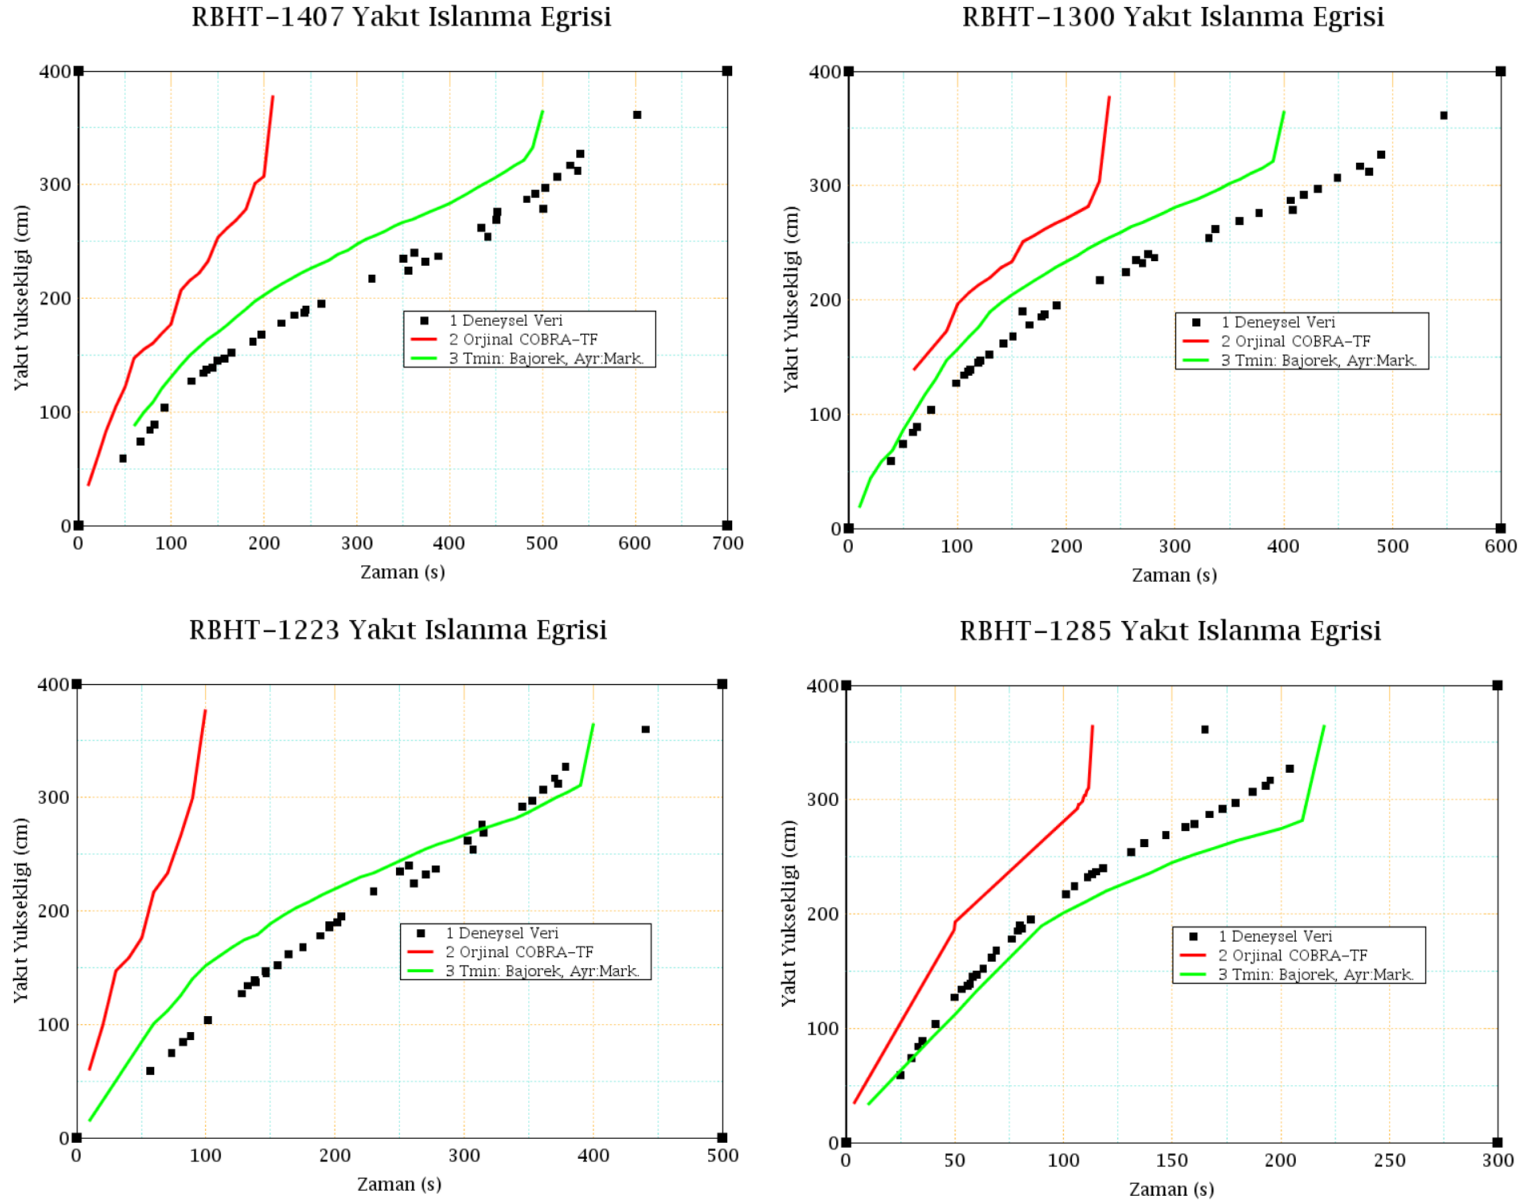 RBHT-1407 Yakıt Islanma Egrisi
400
300
200
100
0
Yakıt Yuksekligi (cm)
1 Deneysel Veri
2 Orjinal COBRA-TF
3 Tmin: Bajorek, Ayr:Mark.
0 100 200 300 400 500 600 700
Zaman (s)
RBHT-1300 Yakıt Islanma Egrisi
400
300
200
100
0
Yakıt Yuksekligi (cm)
1 Deneysel Veri
2 Orjinal COBRA-TF
3 Tmin: Bajorek, Ayr:Mark.
0 100 200 300 400 500 600
Zaman (s)
RBHT-1223 Yakıt Islanma Egrisi
400
300
200
100
0
Yakıt Yuksekligi (cm)
1 Deneysel Veri
2 Orjinal COBRA-TF
3 Tmin: Bajorek, Ayr:Mark.
0 100 200 300 400 500
Zaman (s)
RBHT-1285 Yakıt Islanma Egrisi
400
300
200
100
0
Yakıt Yuksekligi (cm)
1 Deneysel Veri
2 Orjinal COBRA-TF
3 Tmin: Bajorek, Ayr:Mark.
0 50 100 150 200 250 300
Zaman (s)